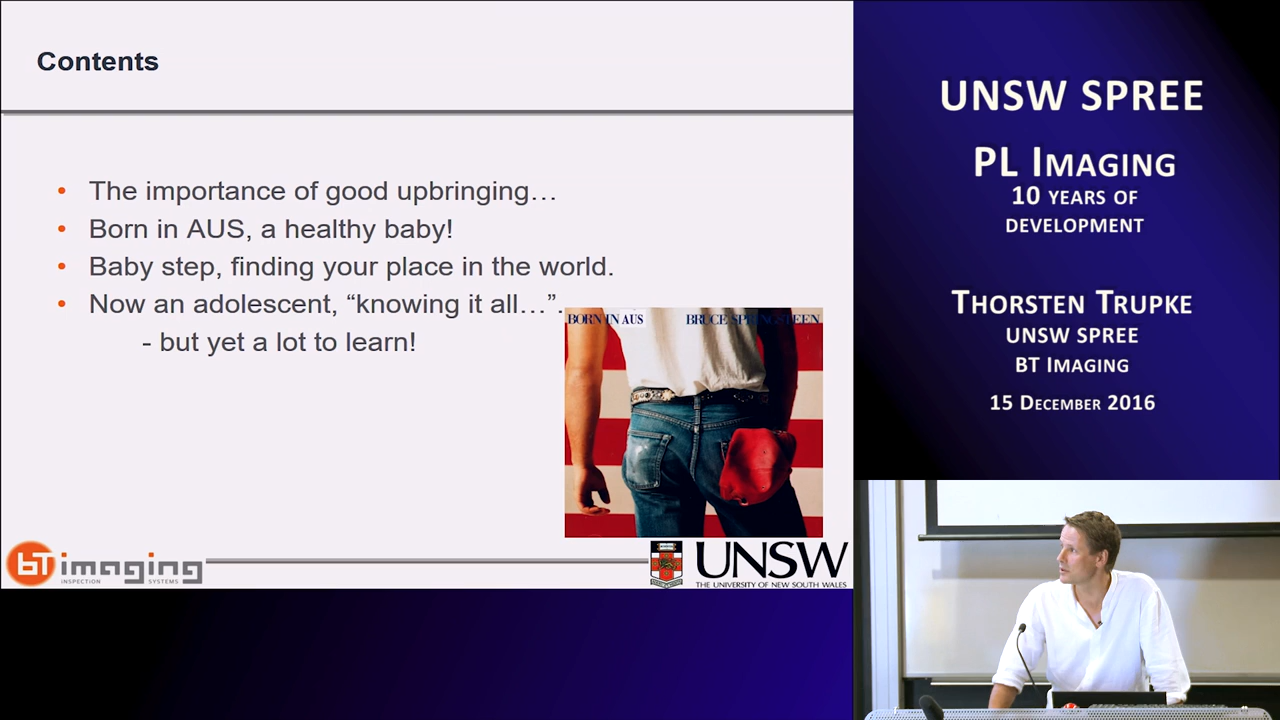 Contents
• The importance of good upbringing…
• Born in AUS, a healthy baby!
• Baby step, finding your place in the world.
• Now an adolescent, “knowing it all…”.
- but yet a lot to learn!
BORN IN AUS BRUCE SPRINGSTEEN
bT imaging
INSPECTION SYSTEMS
UNSW
THE UNIVERSITY OF NEW SOUTH WALES
UNSW SPREE
PL IMAGING
10 YEARS OF
DEVELOPMENT
THORSTEN TRUPKE
UNSW SPREE
BT IMAGING
15 DECEMBER 2016